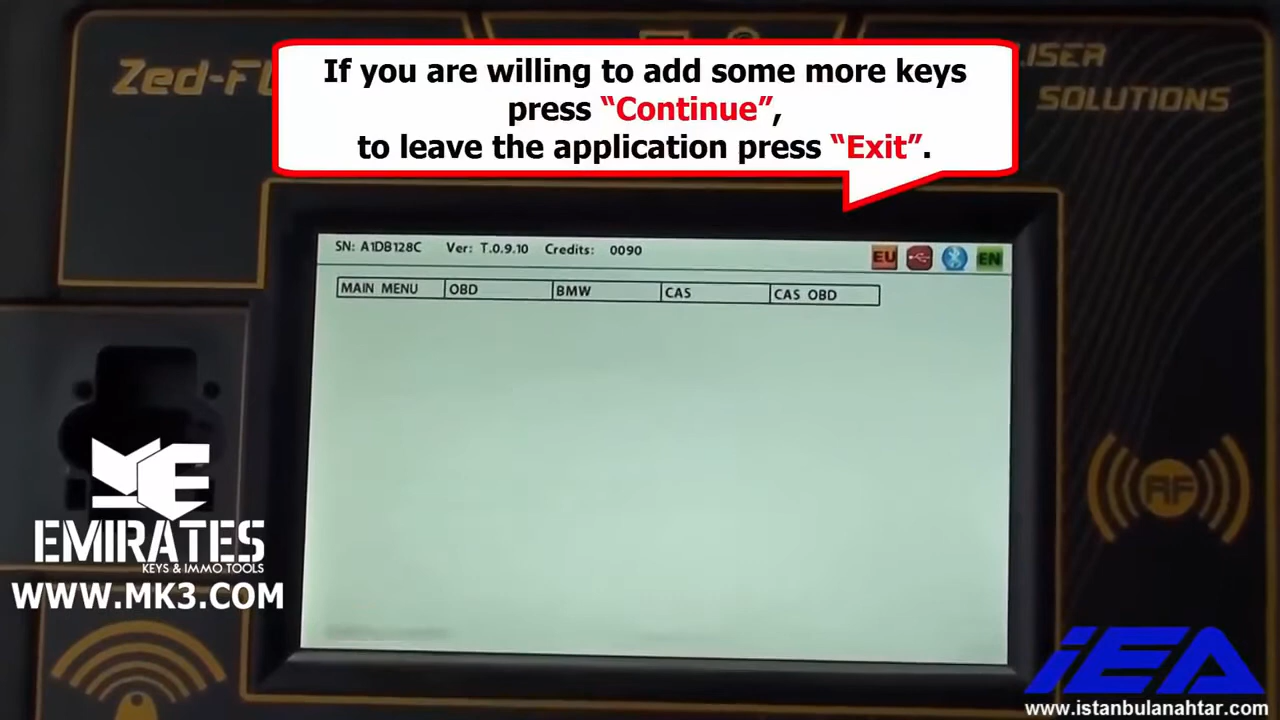 If you are willing to add some more keys
press “Continue”,
to leave the application press “Exit”.
Zed-F
ISER
SOLUTIONS
SN: A1DB128C Ver: T.0.9.10 Credits: 0090 EU EN
MAIN MENU OBD BMW CAS CAS OBD
RF
EMIRATES
KEYS & IMMO TOOLS
WWW.MK3.COM
iEA
www.istanbulanahtar.com